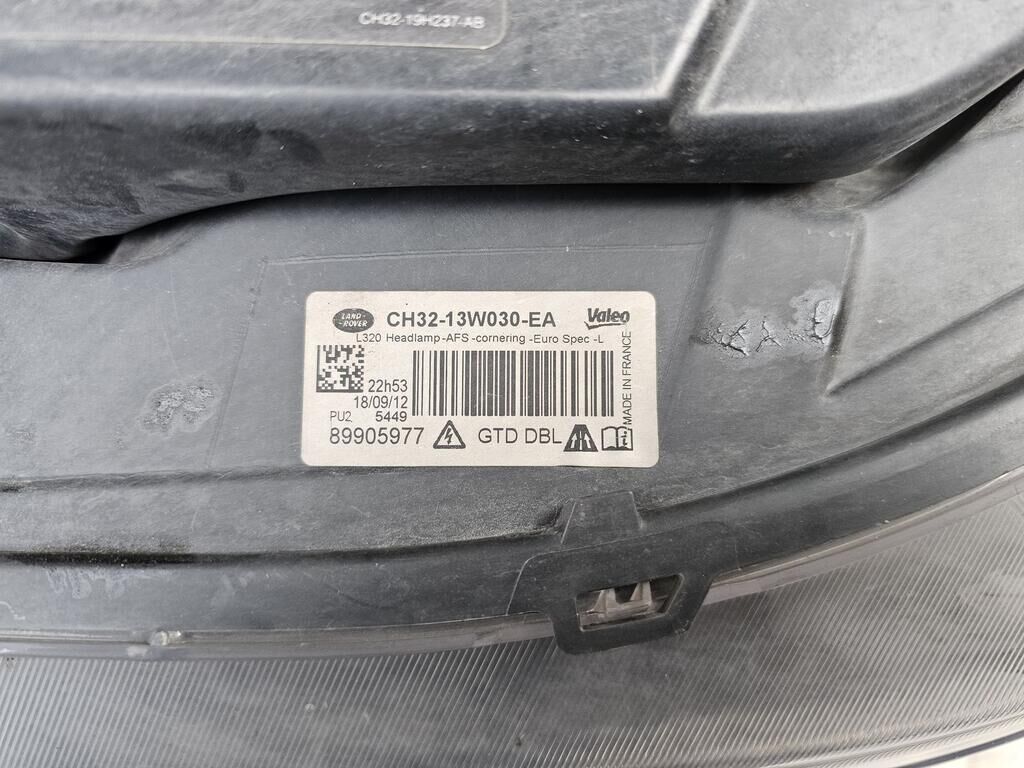 CH32-19H237-AB
LAND-
-ROVER
CH32-13W030-EA
Valeo
L320 Headlamp-AFS-cornering-Euro Spec-L
22h53
18/09/12
PU2 5449
89905977 GTD DBL
MADE IN FRANCE